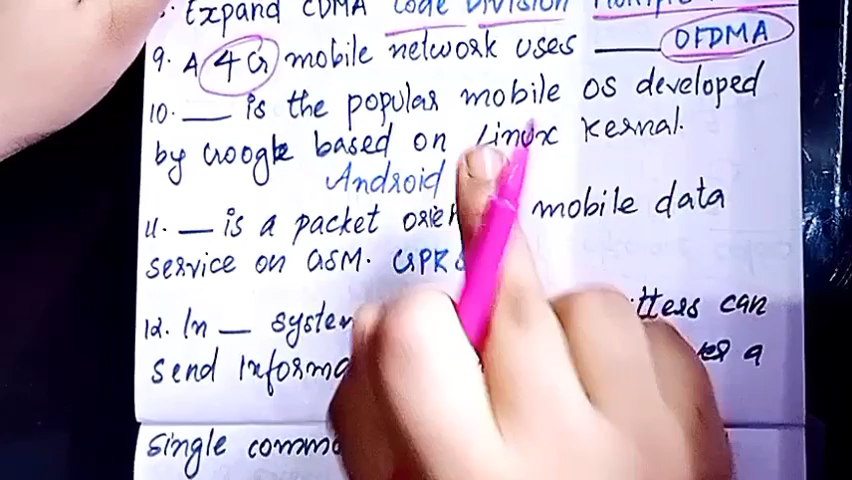 Expand CDMA Code Division Multiple
9. A 4G mobile network uses ___ OFDMA
10. ___ is the popular mobile os developed
by Google based on Linux Kernal.
Android
11. ___ is a packet mobile data
service on GSM. GPRS
12. In ___ can
send a
single